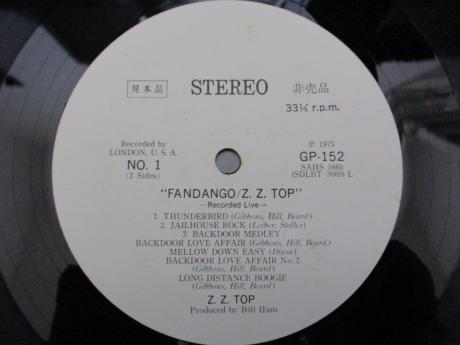 見本品
STEREO
非売品
33⅓ r.p.m.
Recorded by
LONDON, U. S. A.
NO. 1
(2 Sides)
℗ 1975
GP-152
SAHS 1660
(SDLBT 3669) L
"FANDANGO/Z. Z. TOP"
—Recorded Live—
1. THUNDERBIRD (Gibbons, Hill, Beard)
2. JAILHOUSE ROCK (Leiber, Stoller)
3. BACKDOOR MEDLEY:
BACKDOOR LOVE AFFAIR (Gibbons, Hill, Beard)
MELLOW DOWN EASY (Dixon)
BACKDOOR LOVE AFFAIR No. 2
(Gibbons, Hill, Beard)
LONG DISTANCE BOOGIE
(Gibbons, Hill, Beard)
Z. Z. TOP
Produced by Bill Ham